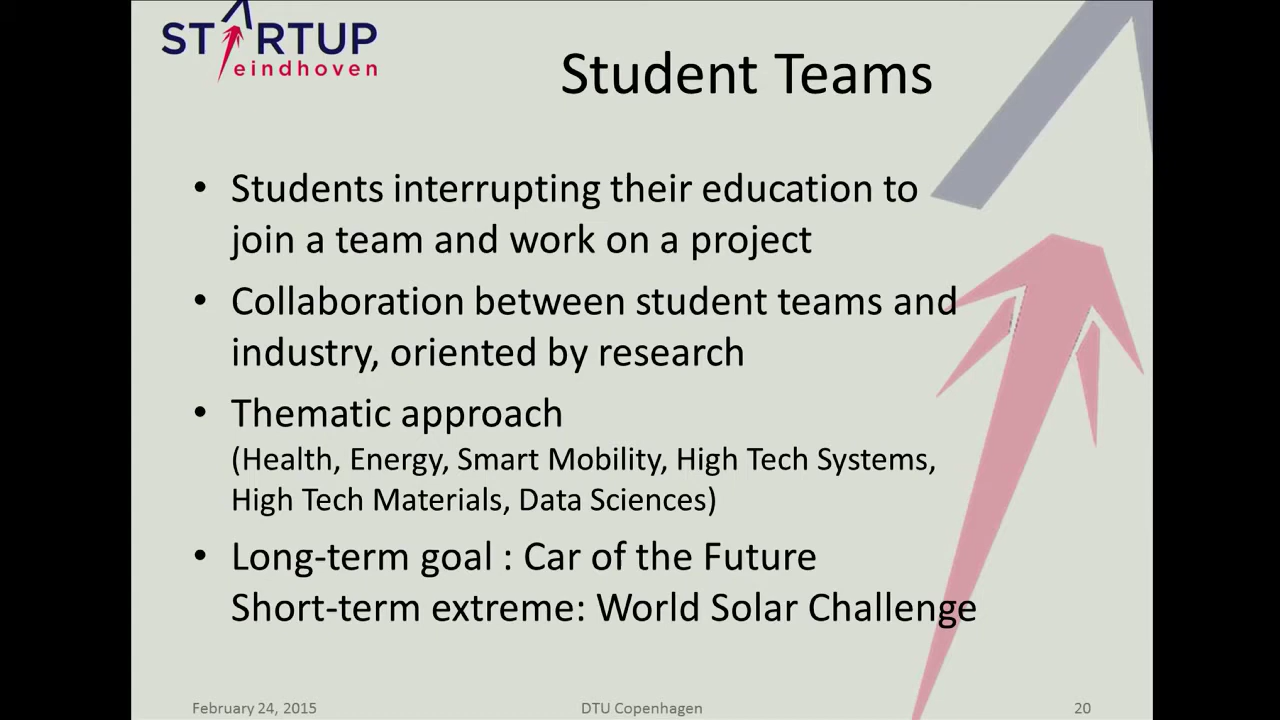 STARTUP
eindhoven
Student Teams
• Students interrupting their education to
join a team and work on a project
• Collaboration between student teams and
industry, oriented by research
• Thematic approach
(Health, Energy, Smart Mobility, High Tech Systems,
High Tech Materials, Data Sciences)
• Long-term goal : Car of the Future
Short-term extreme: World Solar Challenge
February 24, 2015 DTU Copenhagen 20